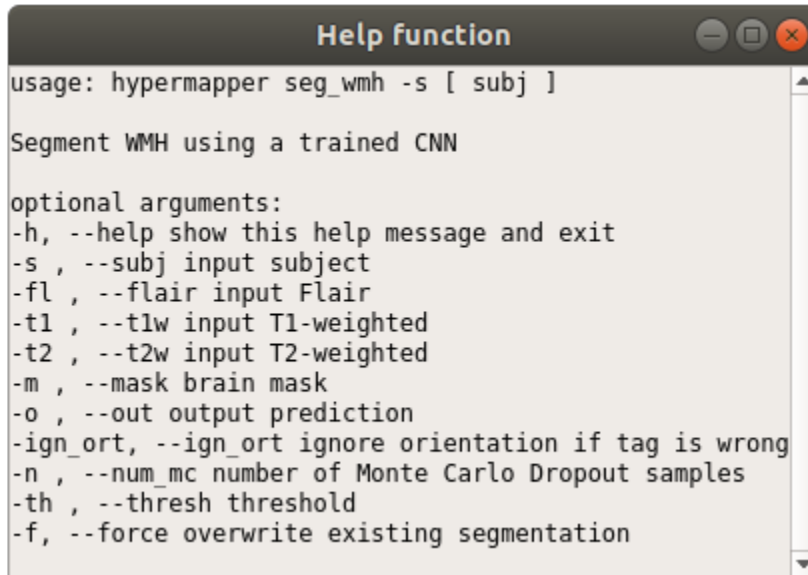 Help function
usage: hypermapper seg_wmh -s [ subj ]
Segment WMH using a trained CNN
optional arguments:
-h, --help show this help message and exit
-s , --subj input subject
-fl , --flair input Flair
-t1 , --t1w input T1-weighted
-t2 , --t2w input T2-weighted
-m , --mask brain mask
-o , --out output prediction
-ign_ort, --ign_ort ignore orientation if tag is wrong
-n , --num_mc number of Monte Carlo Dropout samples
-th , --thresh threshold
-f, --force overwrite existing segmentation